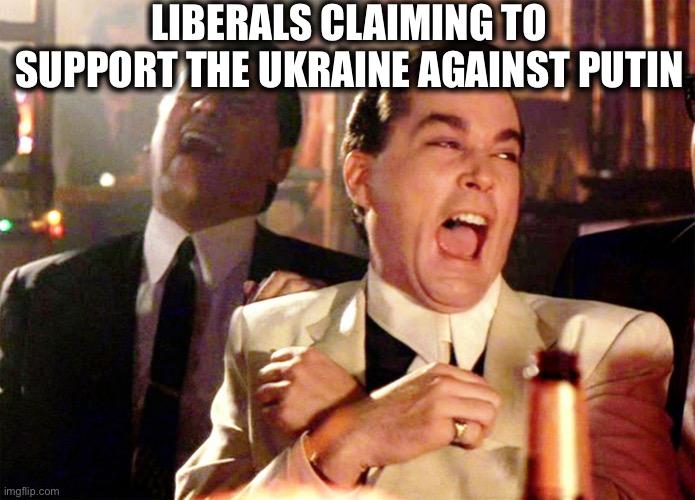 LIBERALS CLAIMING TO
SUPPORT THE UKRAINE AGAINST PUTIN
imgflip.com